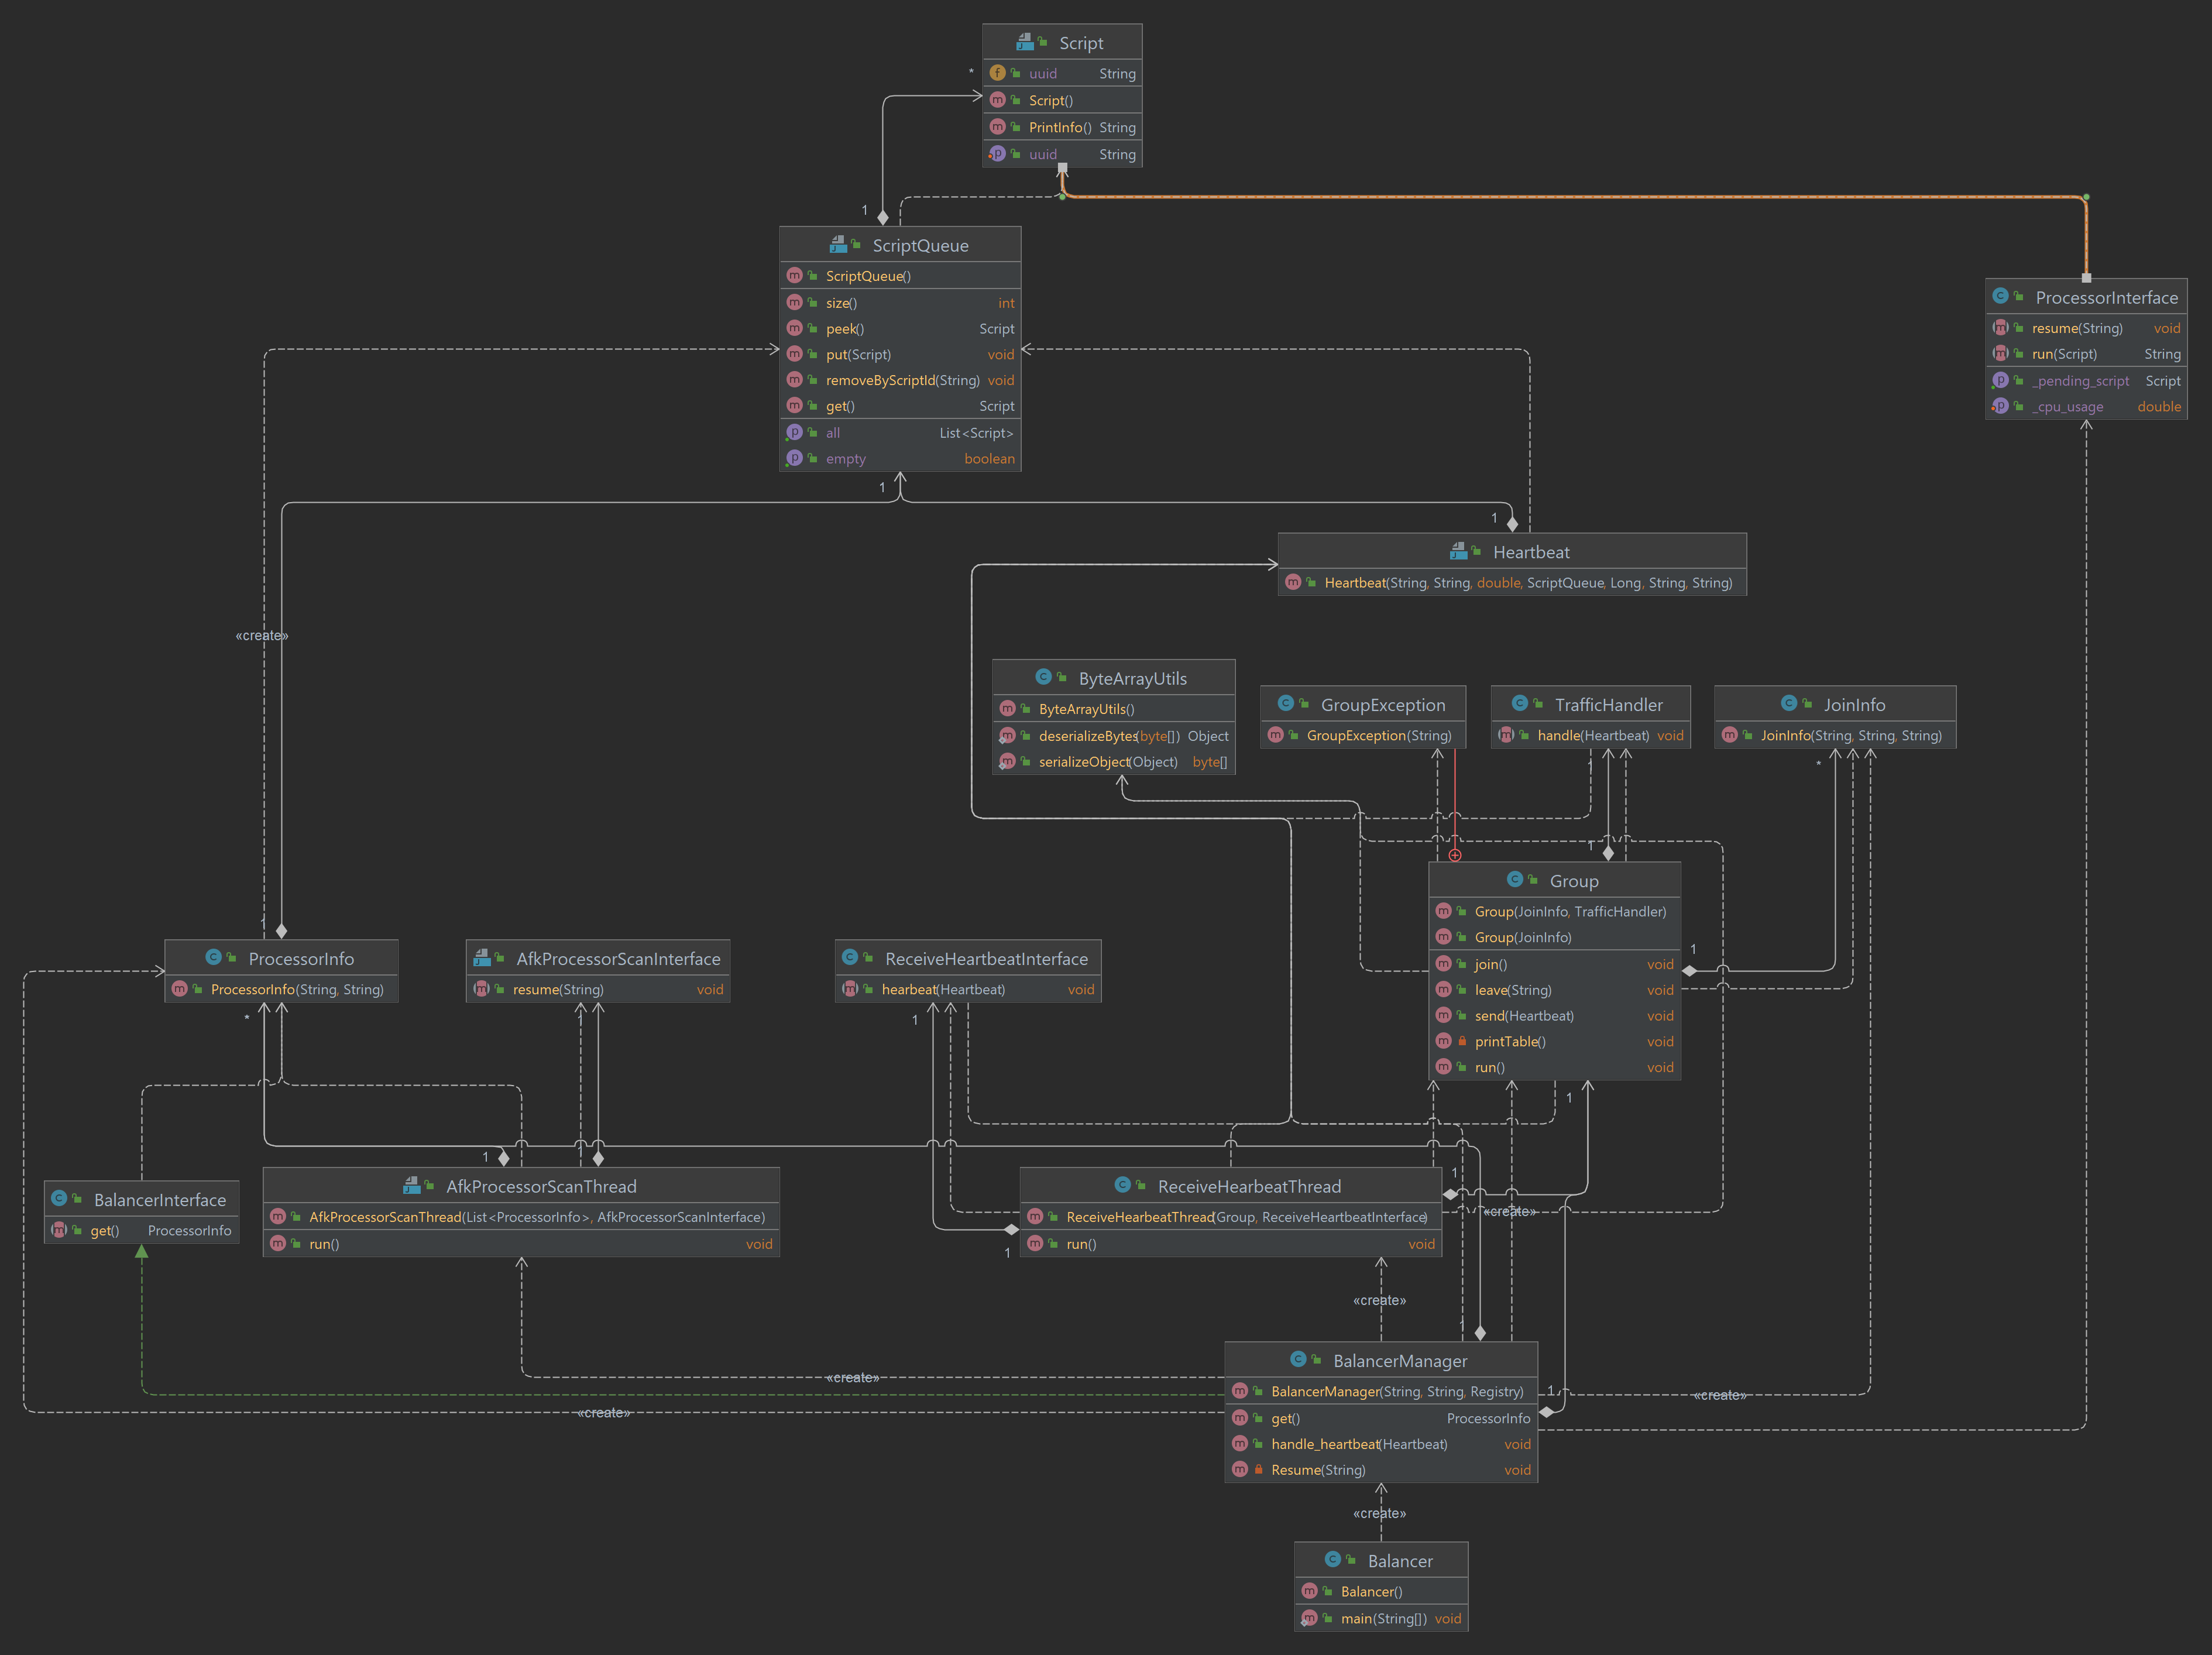 Script
uuid String
Script()
PrintInfo() String
uuid String
*
1
ScriptQueue
ScriptQueue()
size() int
peek() Script
put(Script) void
removeByScriptId(String) void
get() Script
all List<Script>
empty boolean
1
ProcessorInterface
resume(String) void
run(Script) String
_pending_script Script
_cpu_usage double
1
Heartbeat
Heartbeat(String, String, double, ScriptQueue, Long, String, String)
«create»
ByteArrayUtils
ByteArrayUtils()
deserializeBytes(byte[]) Object
serializeObject(Object) byte[]
GroupException
GroupException(String)
TrafficHandler
handle(Heartbeat) void
JoinInfo
JoinInfo(String, String, String)
1
*
1
Group
Group(JoinInfo, TrafficHandler)
Group(JoinInfo)
join() void
leave(String) void
send(Heartbeat) void
printTable() void
run() void
1
1
1
ProcessorInfo
ProcessorInfo(String, String)
*
AfkProcessorScanInterface
resume(String) void
1
ReceiveHeartbeatInterface
hearbeat(Heartbeat) void
1
BalancerInterface
get() ProcessorInfo
1
1
AfkProcessorScanThread
AfkProcessorScanThread(List<ProcessorInfo>, AfkProcessorScanInterface)
run() void
1
ReceiveHearbeatThread
ReceiveHearbeatThread(Group, ReceiveHeartbeatInterface)
run() void
1
«create»
«create»
1
BalancerManager
BalancerManager(String, String, Registry)
get() ProcessorInfo
handle_heartbeat(Heartbeat) void
Resume(String) void
«create»
«create»
1
«create»
«create»
Balancer
Balancer()
main(String[]) void